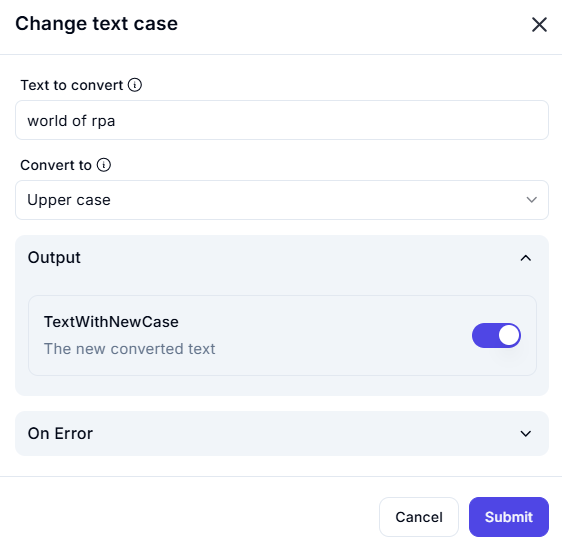 Change text case
Text to convert
world of rpa
Convert to
Upper case
Output
TextWithNewCase
The new converted text
On Error
Cancel
Submit